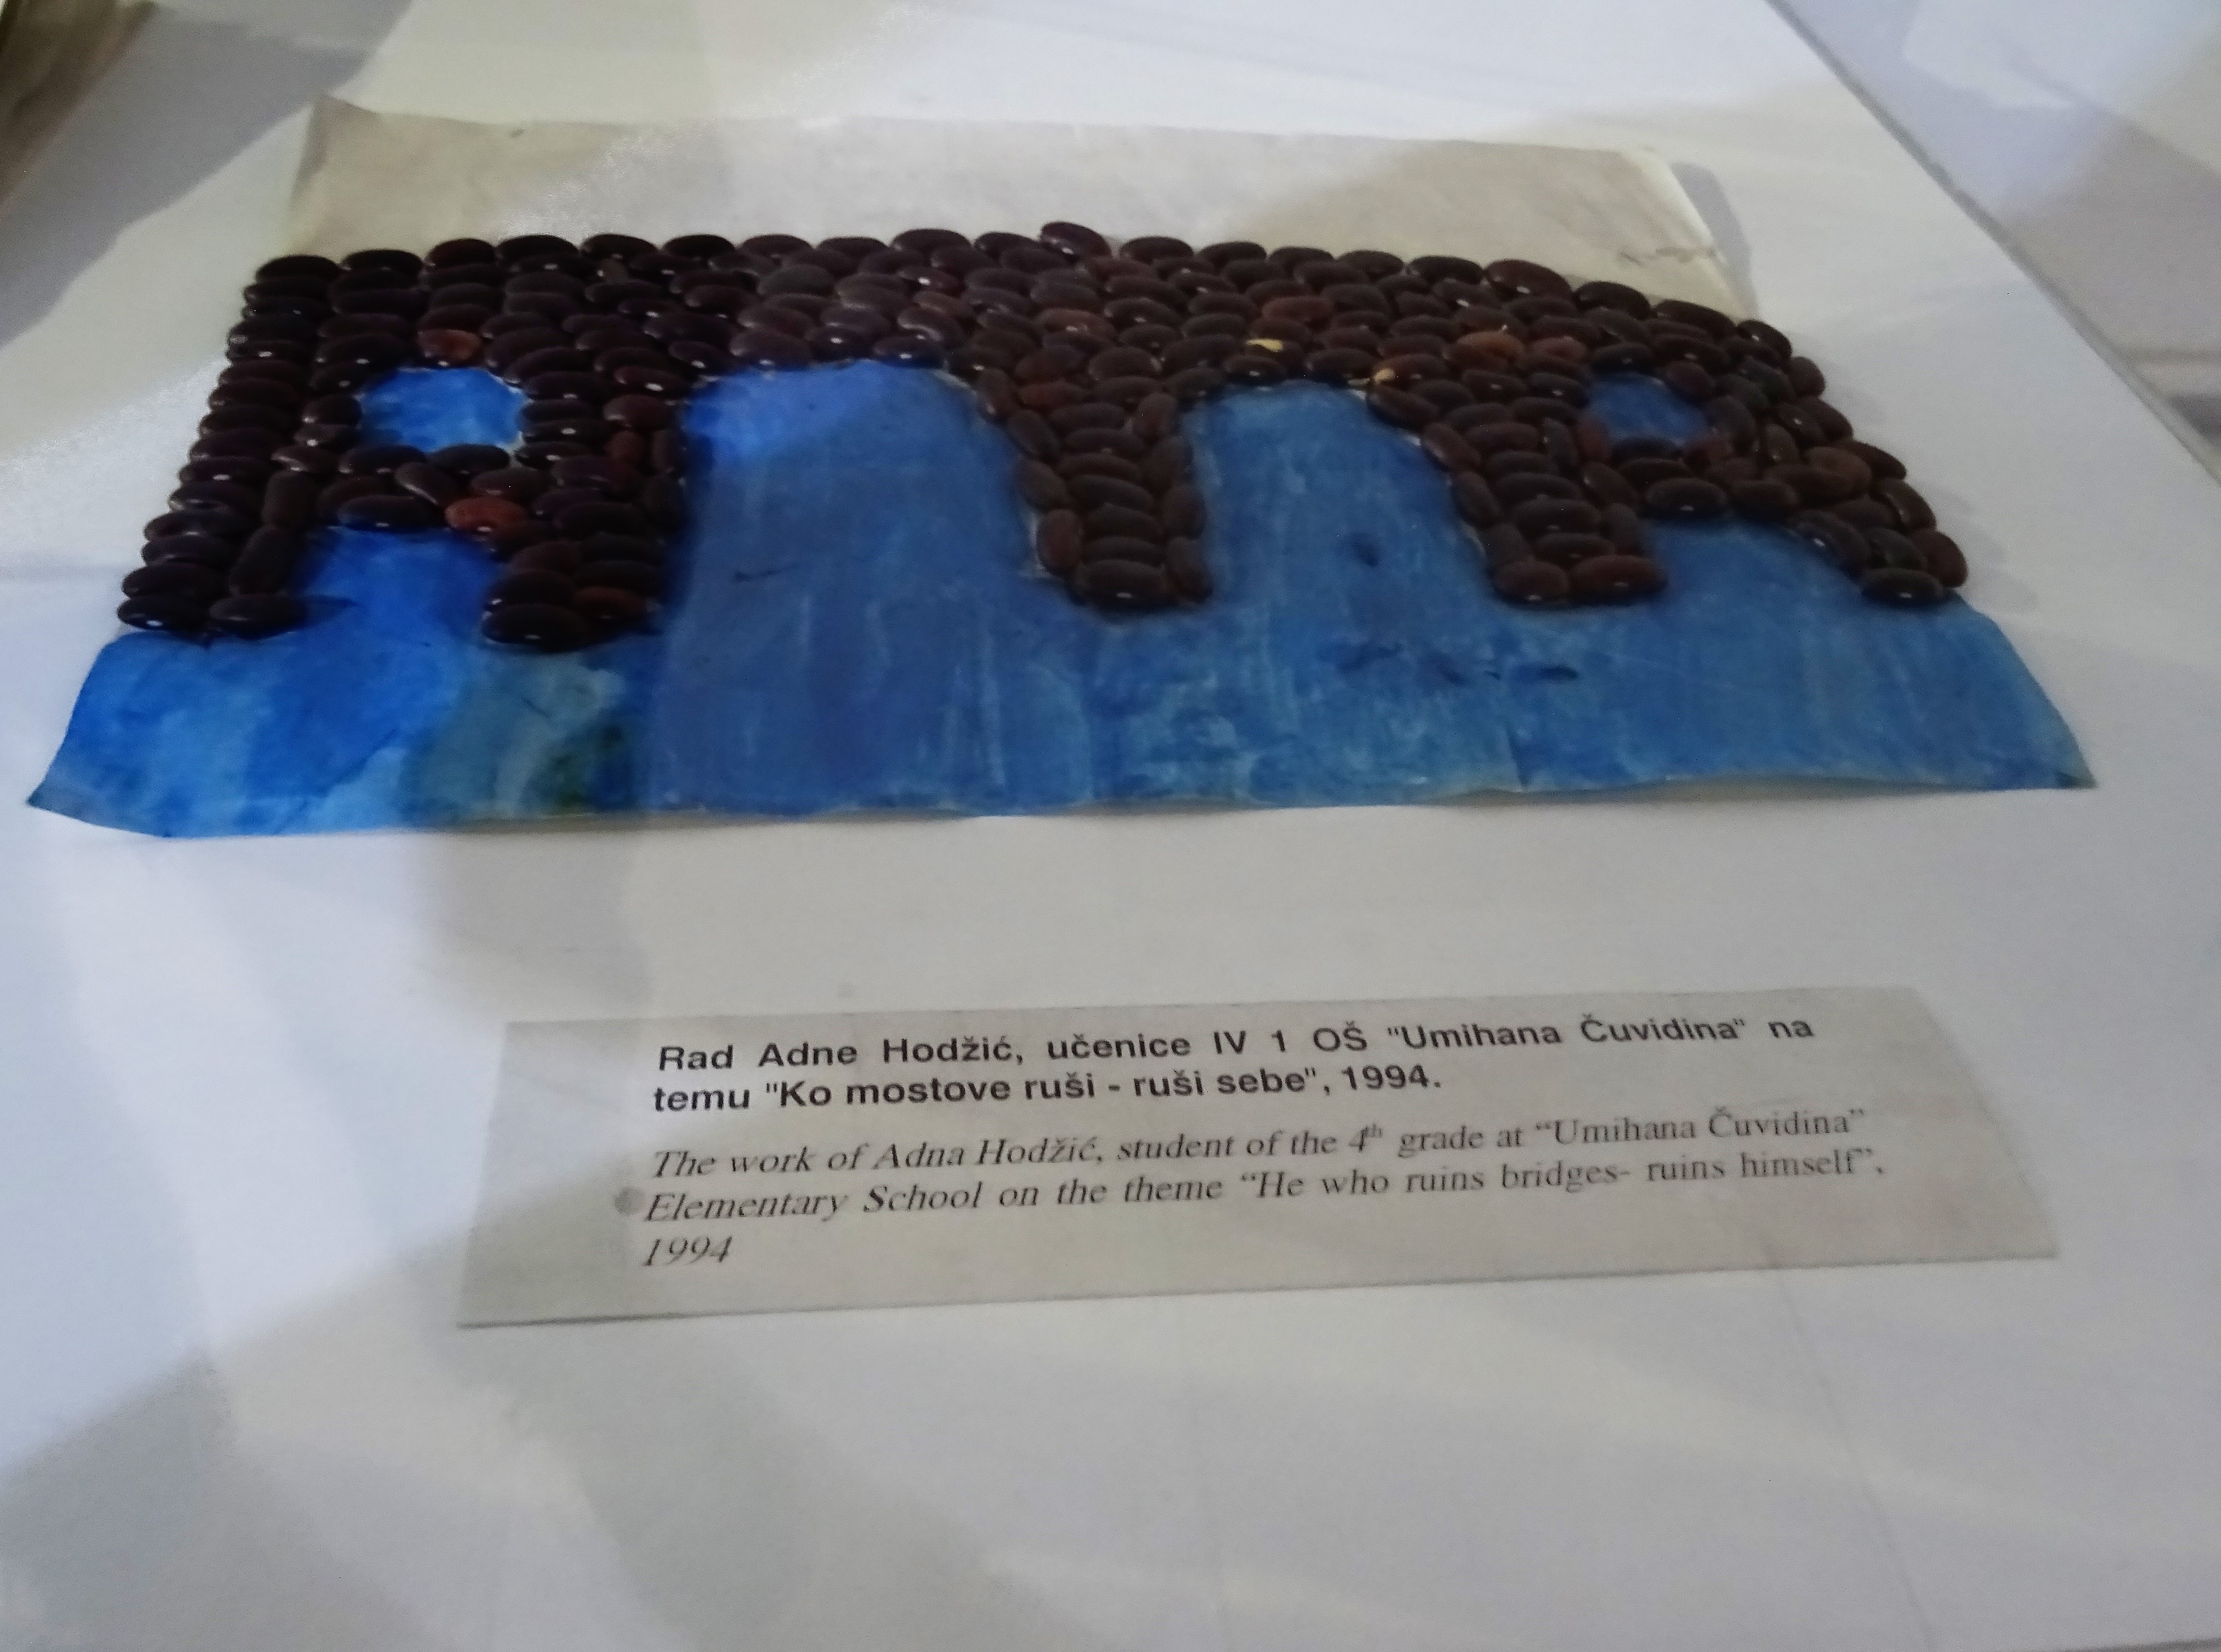 Rad Adne Hodžić, učenice IV 1 OŠ "Umihana Čuvidina" na
temu "Ko mostove ruši - ruši sebe", 1994.
The work of Adna Hodžić, student of the 4th grade at “Umihana Čuvidina”
Elementary School on the theme “He who ruins bridges- ruins himself”,
1994